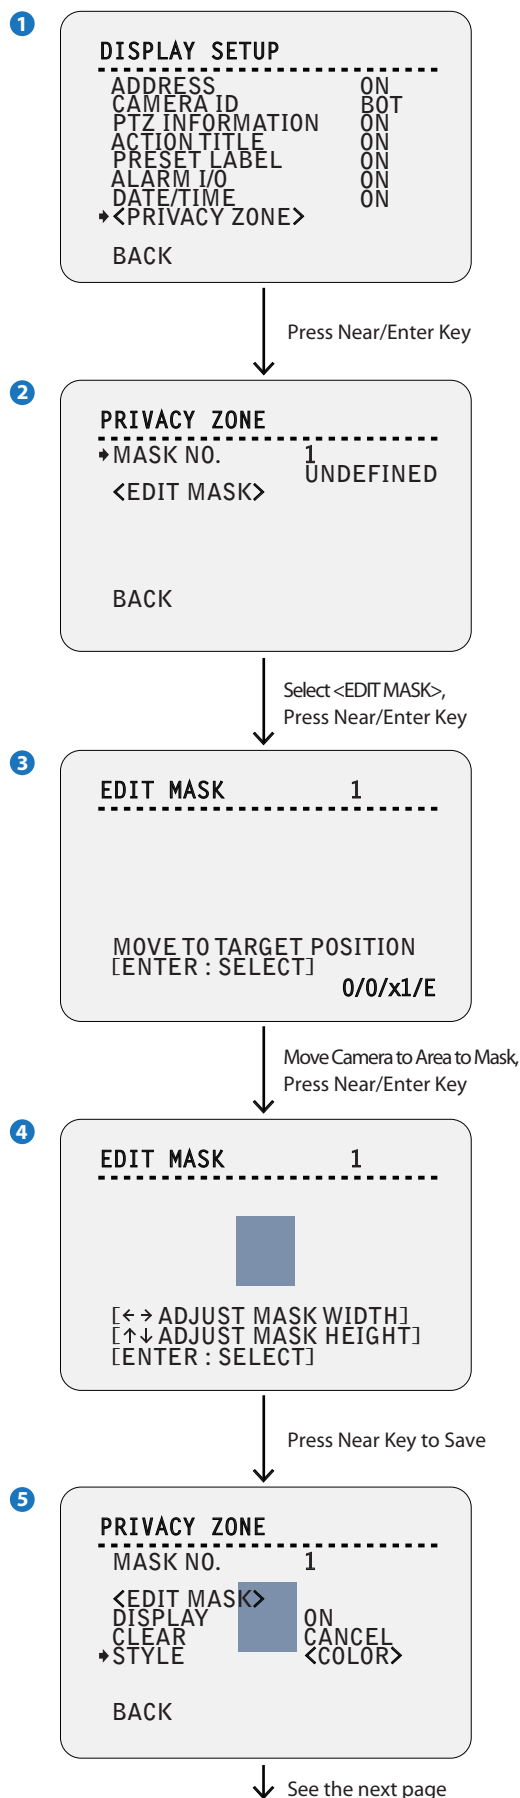 1
DISPLAY SETUP
ADDRESS ON
CAMERA ID BOT
PTZ INFORMATION ON
ACTION TITLE ON
PRESET LABEL ON
ALARM I/O ON
DATE/TIME ON
<PRIVACY ZONE>
BACK
Press Near/Enter Key
2
PRIVACY ZONE
MASK NO. 1
UNDEFINED
<EDIT MASK>
BACK
Select <EDIT MASK>,
Press Near/Enter Key
3
EDIT MASK 1
MOVE TO TARGET POSITION
[ENTER : SELECT]
0/0/x1/E
Move Camera to Area to Mask,
Press Near/Enter Key
4
EDIT MASK 1
[←→ ADJUST MASK WIDTH]
[↑↓ ADJUST MASK HEIGHT]
[ENTER : SELECT]
Press Near Key to Save
5
PRIVACY ZONE
MASK NO. 1
<EDIT MASK>
DISPLAY ON
CLEAR CANCEL
STYLE <COLOR>
BACK
See the next page